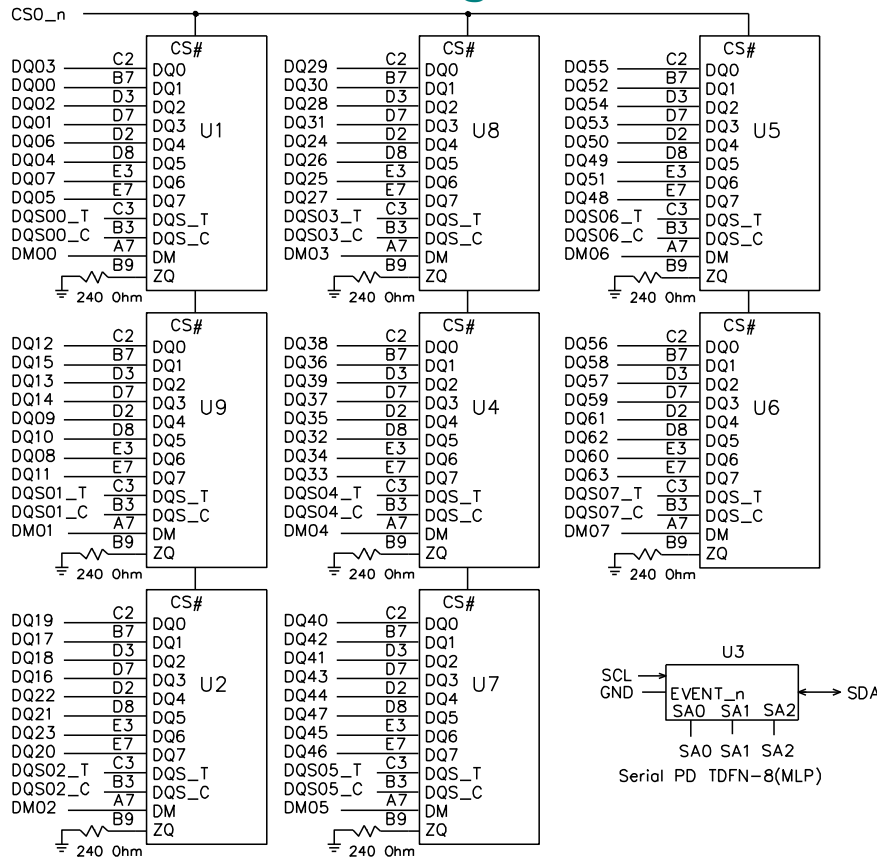 CS0_n
CS#
DQ03 C2 DQ0
DQ00 B7 DQ1
DQ02 D3 DQ2
DQ01 D7 DQ3
DQ06 D2 DQ4
DQ04 D8 DQ5
DQ07 E3 DQ6
DQ05 E7 DQ7
DQS00_T C3 DQS_T
DQS00_C B3 DQS_C
DM00 A7 DM
B9 ZQ
240 Ohm
U1
CS#
DQ29 C2 DQ0
DQ30 B7 DQ1
DQ28 D3 DQ2
DQ31 D7 DQ3
DQ24 D2 DQ4
DQ26 D8 DQ5
DQ25 E3 DQ6
DQ27 E7 DQ7
DQS03_T C3 DQS_T
DQS03_C B3 DQS_C
DM03 A7 DM
B9 ZQ
240 Ohm
U8
CS#
DQ55 C2 DQ0
DQ52 B7 DQ1
DQ54 D3 DQ2
DQ53 D7 DQ3
DQ50 D2 DQ4
DQ49 D8 DQ5
DQ51 E3 DQ6
DQ48 E7 DQ7
DQS06_T C3 DQS_T
DQS06_C B3 DQS_C
DM06 A7 DM
B9 ZQ
240 Ohm
U5
CS#
DQ12 C2 DQ0
DQ15 B7 DQ1
DQ13 D3 DQ2
DQ14 D7 DQ3
DQ09 D2 DQ4
DQ10 D8 DQ5
DQ08 E3 DQ6
DQ11 E7 DQ7
DQS01_T C3 DQS_T
DQS01_C B3 DQS_C
DM01 A7 DM
B9 ZQ
240 Ohm
U9
CS#
DQ38 C2 DQ0
DQ36 B7 DQ1
DQ39 D3 DQ2
DQ37 D7 DQ3
DQ35 D2 DQ4
DQ32 D8 DQ5
DQ34 E3 DQ6
DQ33 E7 DQ7
DQS04_T C3 DQS_T
DQS04_C B3 DQS_C
DM04 A7 DM
B9 ZQ
240 Ohm
U4
CS#
DQ56 C2 DQ0
DQ58 B7 DQ1
DQ57 D3 DQ2
DQ59 D7 DQ3
DQ61 D2 DQ4
DQ62 D8 DQ5
DQ60 E3 DQ6
DQ63 E7 DQ7
DQS07_T C3 DQS_T
DQS07_C B3 DQS_C
DM07 A7 DM
B9 ZQ
240 Ohm
U6
CS#
DQ19 C2 DQ0
DQ17 B7 DQ1
DQ18 D3 DQ2
DQ16 D7 DQ3
DQ22 D2 DQ4
DQ21 D8 DQ5
DQ23 E3 DQ6
DQ20 E7 DQ7
DQS02_T C3 DQS_T
DQS02_C B3 DQS_C
DM02 A7 DM
B9 ZQ
240 Ohm
U2
CS#
DQ40 C2 DQ0
DQ42 B7 DQ1
DQ41 D3 DQ2
DQ43 D7 DQ3
DQ44 D2 DQ4
DQ47 D8 DQ5
DQ45 E3 DQ6
DQ46 E7 DQ7
DQS05_T C3 DQS_T
DQS05_C B3 DQS_C
DM05 A7 DM
B9 ZQ
240 Ohm
U7
U3
SCL
GND EVENT_n SDA
SA0 SA1 SA2
SA0 SA1 SA2
Serial PD TDFN-8(MLP)